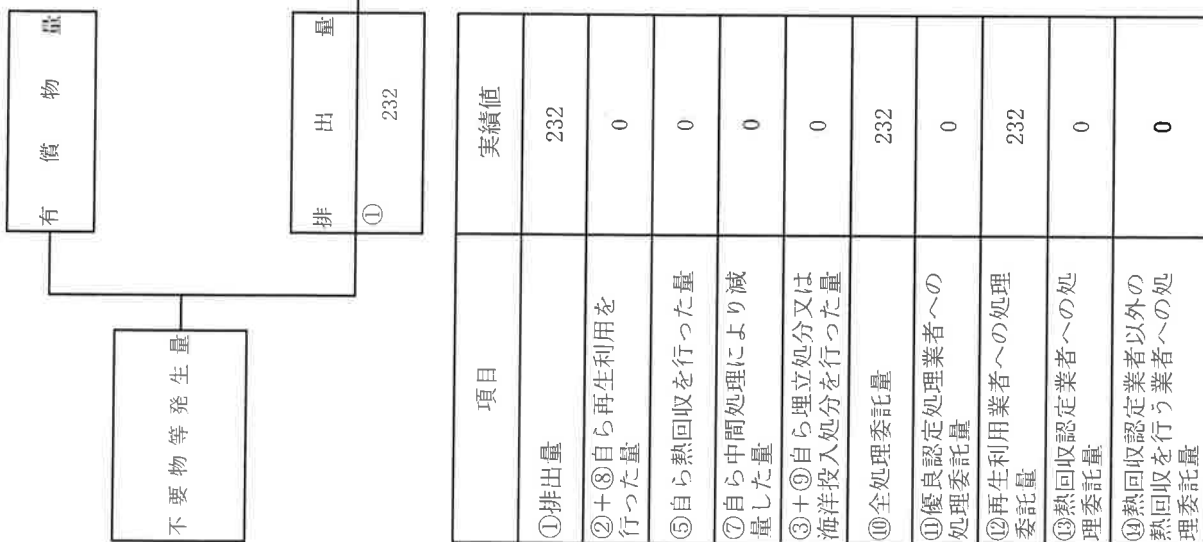 有償物量
不要物等発生量
排出量
①
232
項目
実績値
①排出量
232
②+⑧自ら再生利用を
行った量
0
⑤自ら熱回収を行った量
0
⑦自ら中間処理により減
量した量
0
③+⑨自ら埋立処分又は
海洋投入処分を行った量
0
⑩全処理委託量
232
⑪優良認定処理業者への
処理委託量
0
⑫再生利用業者への処理
委託量
232
⑬熱回収認定業者への処
理委託量
0
⑭熱回収認定業者以外の
熱回収を行う業者への処
理委託量
0